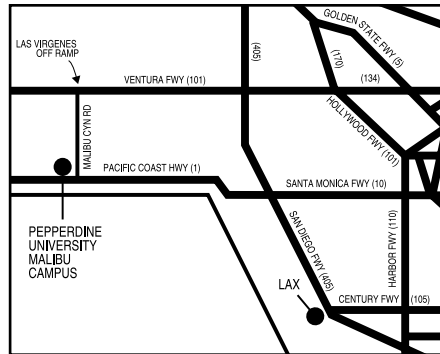 GOLDEN STATE FWY (5)
LAS VIRGENES
OFF RAMP
(405)
(170)
VENTURA FWY (101)
(134)
MALIBU CYN RD
HOLLYWOOD FWY (101)
PACIFIC COAST HWY (1)
SANTA MONICA FWY (10)
PEPPERDINE
UNIVERSITY
MALIBU
CAMPUS
SAN DIEGO FWY (405)
HARBOR FWY (110)
LAX
CENTURY FWY
(105)